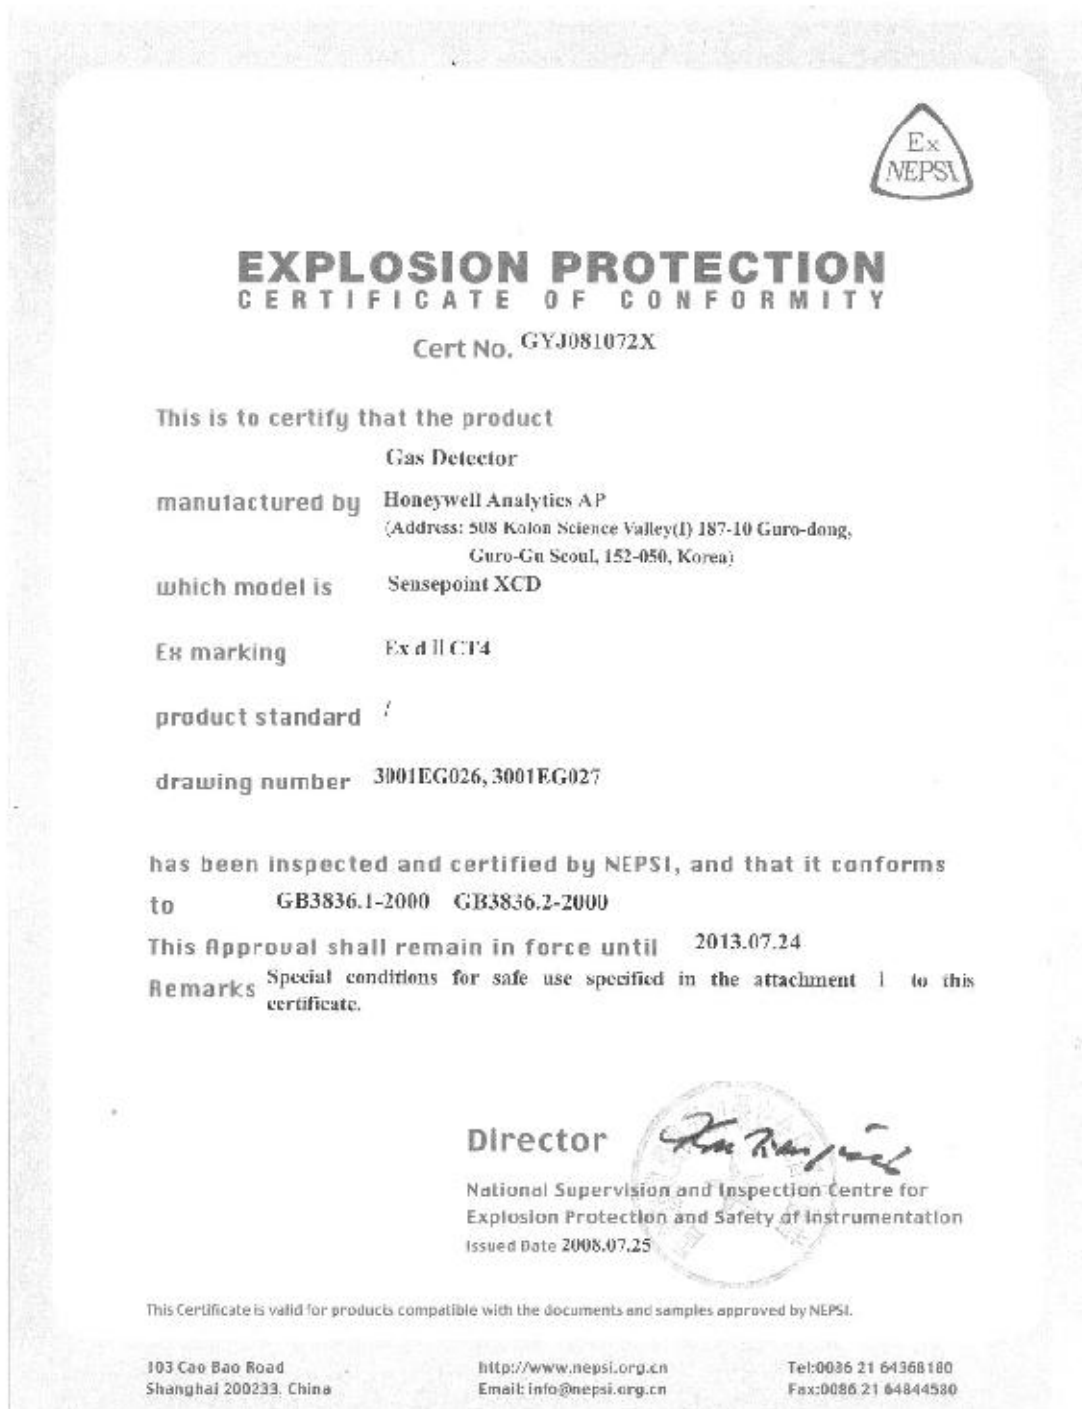 Ex
NEPSI
EXPLOSION PROTECTION
CERTIFICATE OF CONFORMITY
Cert No. GYJ081072X
This is to certify that the product
Gas Detector
manufactured by Honeywell Analytics AP
(Address: 508 Kolon Science Valley(I) 187-10 Guro-dong,
Guro-Gu Seoul, 152-050, Korea)
which model is Sensepoint XCD
Ex marking Ex d II CT4
product standard /
drawing number 3001EG026, 3001EG027
has been inspected and certified by NEPSI, and that it conforms
to GB3836.1-2000 GB3836.2-2000
This Approval shall remain in force until 2013.07.24
Remarks Special conditions for safe use specified in the attachment 1 to this
certificate.
Director
National Supervision and Inspection Centre for
Explosion Protection and Safety of Instrumentation
Issued Date 2008.07.25
This Certificate is valid for products compatible with the documents and samples approved by NEPSI.
103 Cao Bao Road http://www.nepsi.org.cn Tel:0086 21 64368180
Shanghai 200233, China Email: info@nepsi.org.cn Fax:0086 21 64844580